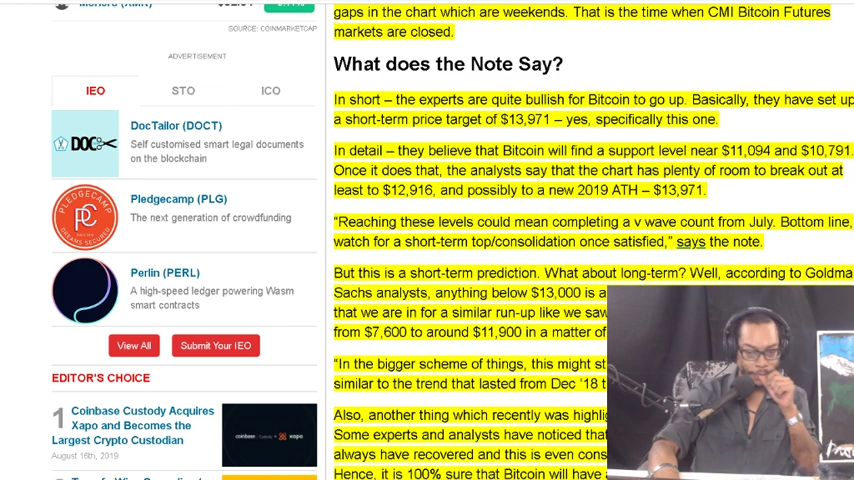 SOURCE: COINMARKETCAP
ADVERTISEMENT
IEO
STO
ICO
DOC
DocTailor (DOCT)
Self customised smart legal documents
on the blockchain
PLEDGECAMP
PC
Pledgecamp (PLG)
The next generation of crowdfunding
Perlin (PERL)
A high-speed ledger powering Wasm
smart contracts
View All
Submit Your IEO
EDITOR'S CHOICE
1
Coinbase Custody Acquires
Xapo and Becomes the
Largest Crypto Custodian
August 16th, 2019
coinbase
xapo
gaps in the chart which are weekends. That is the time when CMI Bitcoin Futures
markets are closed.
What does the Note Say?
In short – the experts are quite bullish for Bitcoin to go up. Basically, they have set up
a short-term price target of $13,971 – yes, specifically this one.
In detail – they believe that Bitcoin will find a support level near $11,094 and $10,791.
Once it does that, the analysts say that the chart has plenty of room to break out at
least to $12,916, and possibly to a new 2019 ATH – $13,971.
“Reaching these levels could mean completing a v wave count from July. Bottom line,
watch for a short-term top/consolidation once satisfied,” says the note.
But this is a short-term prediction. What about long-term? Well, according to Goldma
Sachs analysts, anything below $13,000 is a
that we are in for a similar run-up like we saw
from $7,600 to around $11,900 in a matter of
“In the bigger scheme of things, this might st
similar to the trend that lasted from Dec ’18 t
Also, another thing which recently was highlig
Some experts and analysts have noticed that
always have recovered and this is even cons
Hence, it is 100% sure that Bitcoin will have